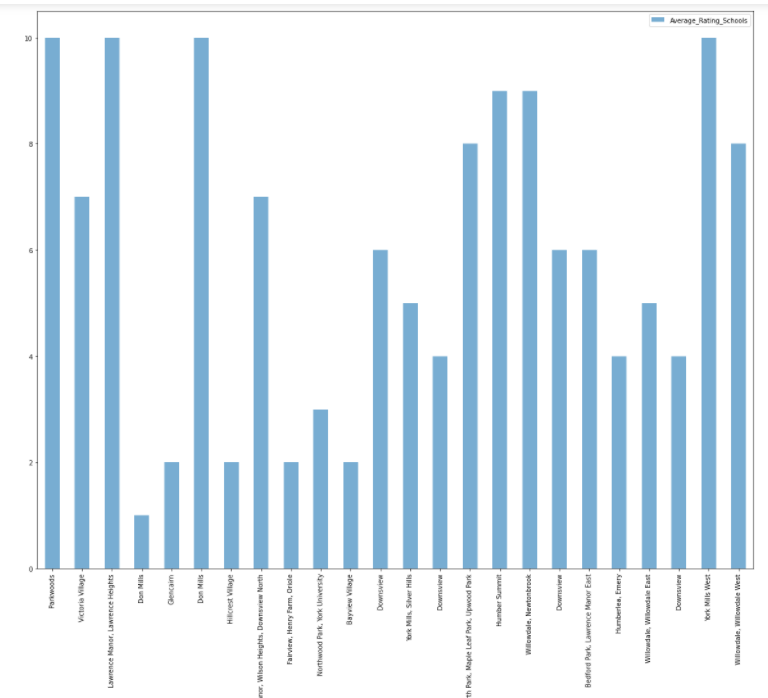 Average_Rating_Schools
10
8
6
4
2
0
Parkwoods
Victoria Village
Lawrence Manor, Lawrence Heights
Don Mills
Glencairn
Don Mills
Hillcrest Village
Wilson Heights, Downsview North
Fairview, Henry Farm, Oriole
Northwood Park, York University
Bayview Village
Downsview
York Mills, Silver Hills
Downsview
Park, Maple Leaf Park, Upwood Park
Humber Summit
Willowdale, Newtonbrook
Downsview
Bedford Park, Lawrence Manor East
Humberlea, Emery
Willowdale, Willowdale East
Downsview
York Mills West
Willowdale, Willowdale West